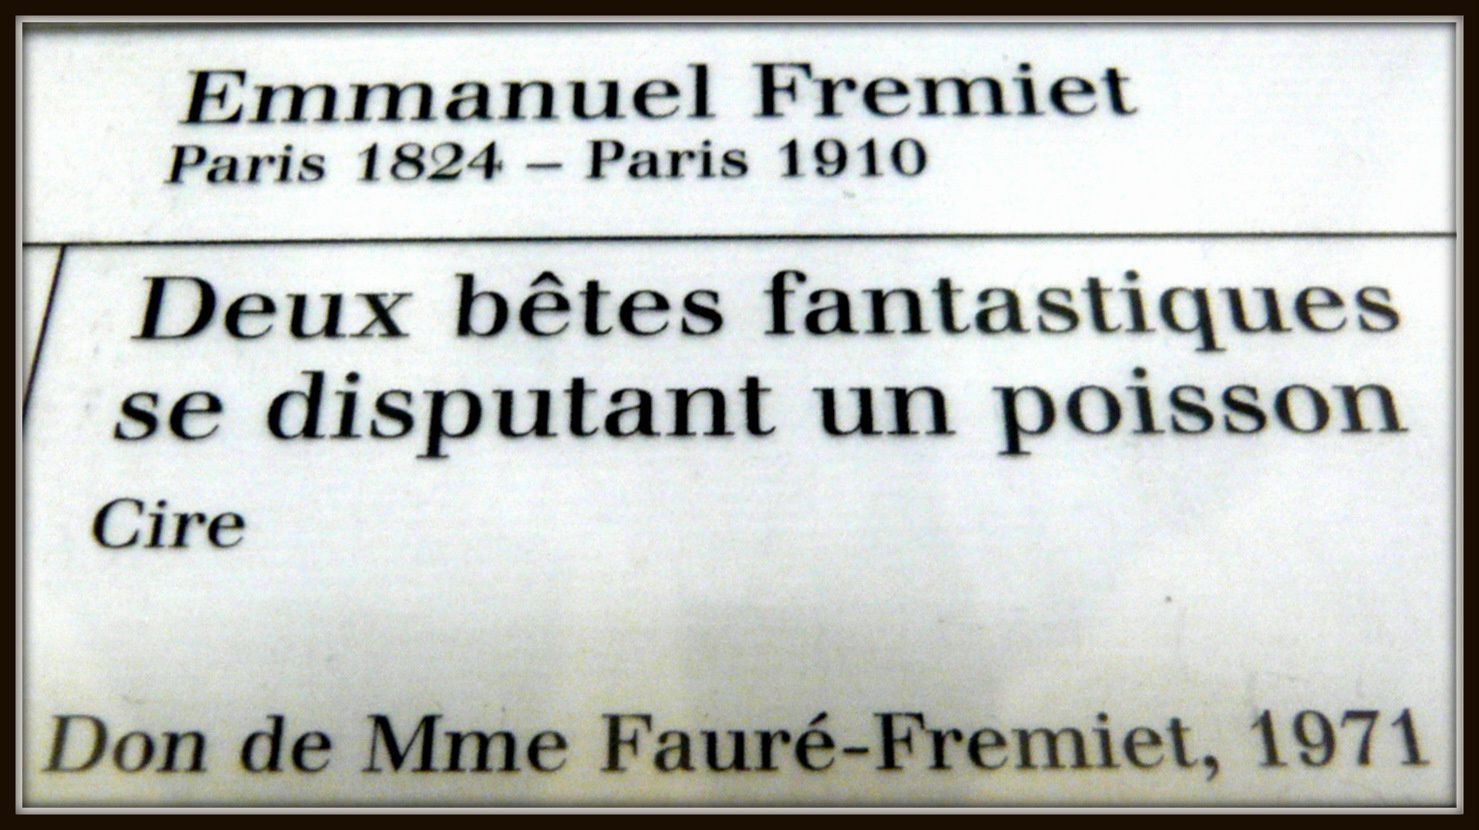 Emmanuel Fremiet
Paris 1824 – Paris 1910
Deux bêtes fantastiques
se disputant un poisson
Cire
Don de Mme Fauré-Fremiet, 1971